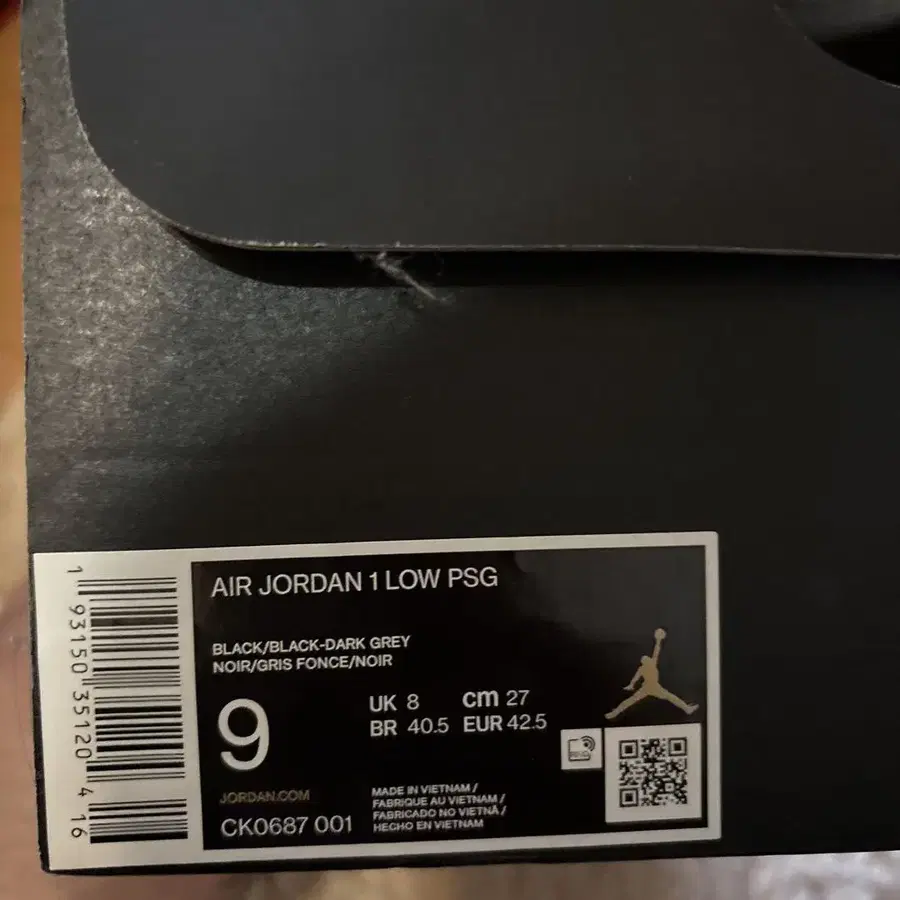 AIR JORDAN 1 LOW PSG
BLACK/BLACK-DARK GREY
NOIR/GRIS FONCE/NOIR
9
UK 8 cm 27
BR 40.5 EUR 42.5
JORDAN.COM
CK0687 001
MADE IN VIETNAM /
FABRIQUE AU VIETNAM /
FABRICADO NO VIETNÃ /
HECHO EN VIETNAM
1 93150 35120 4 16